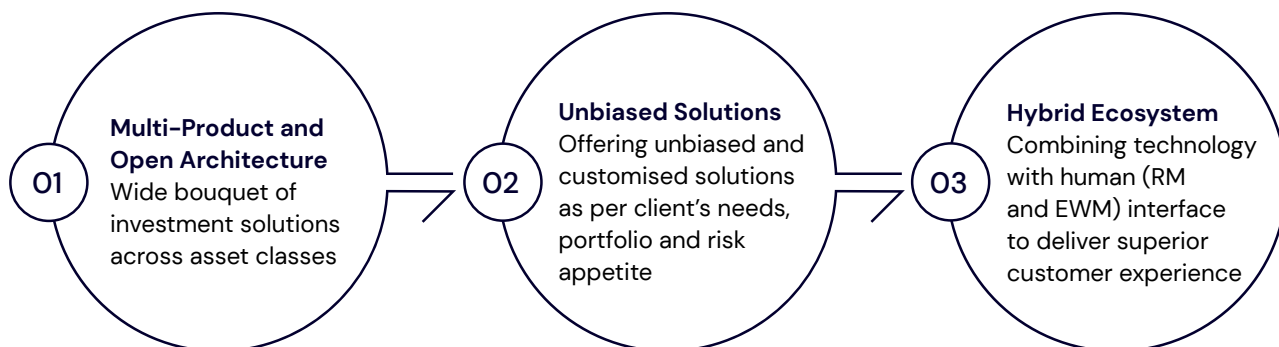 01
Multi-Product and
Open Architecture
Wide bouquet of
investment solutions
across asset classes
02
Unbiased Solutions
Offering unbiased and
customised solutions
as per client’s needs,
portfolio and risk
appetite
03
Hybrid Ecosystem
Combining technology
with human (RM
and EWM) interface
to deliver superior
customer experience